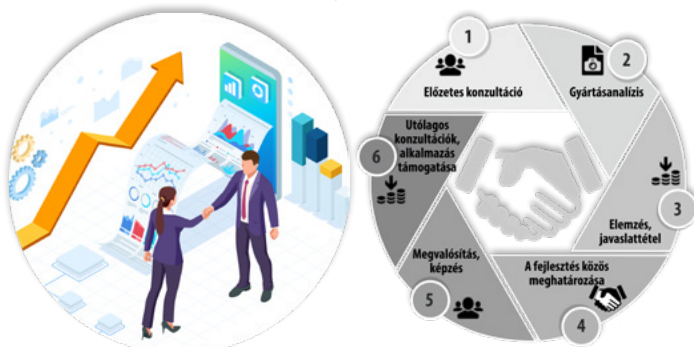 1
Előzetes konzultáció
2
Gyártásanalízis
3
Elemzés,
javaslattétel
A fejlesztés közös
meghatározása
4
Megvalósítás,
képzés
5
Utólagos
konzultációk,
alkalmazás
támogatása
6